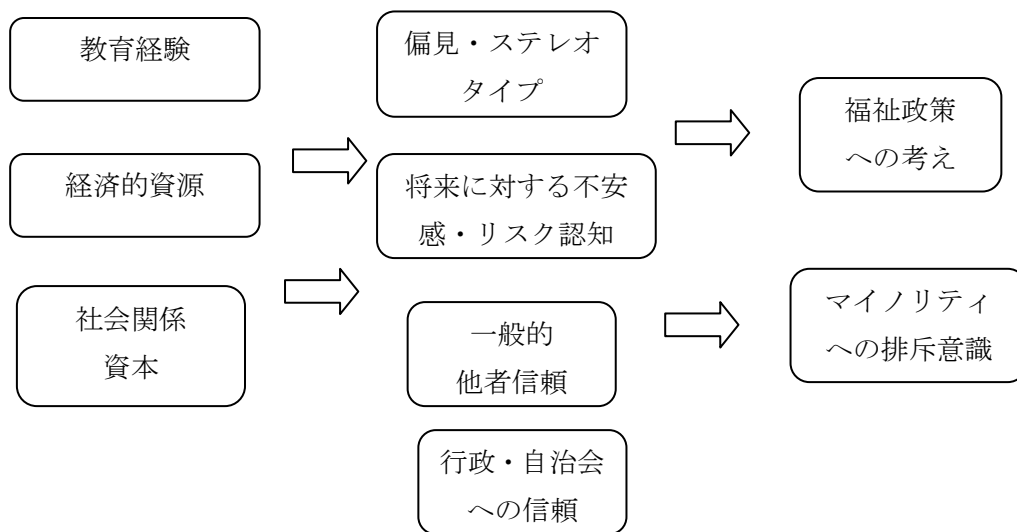 教育経験
経済的資源
社会関係
資本
偏見・ステレオ
タイプ
将来に対する不安
感・リスク認知
一般的
他者信頼
行政・自治会
への信頼
福祉政策
への考え
マイノリティ
への排斥意識